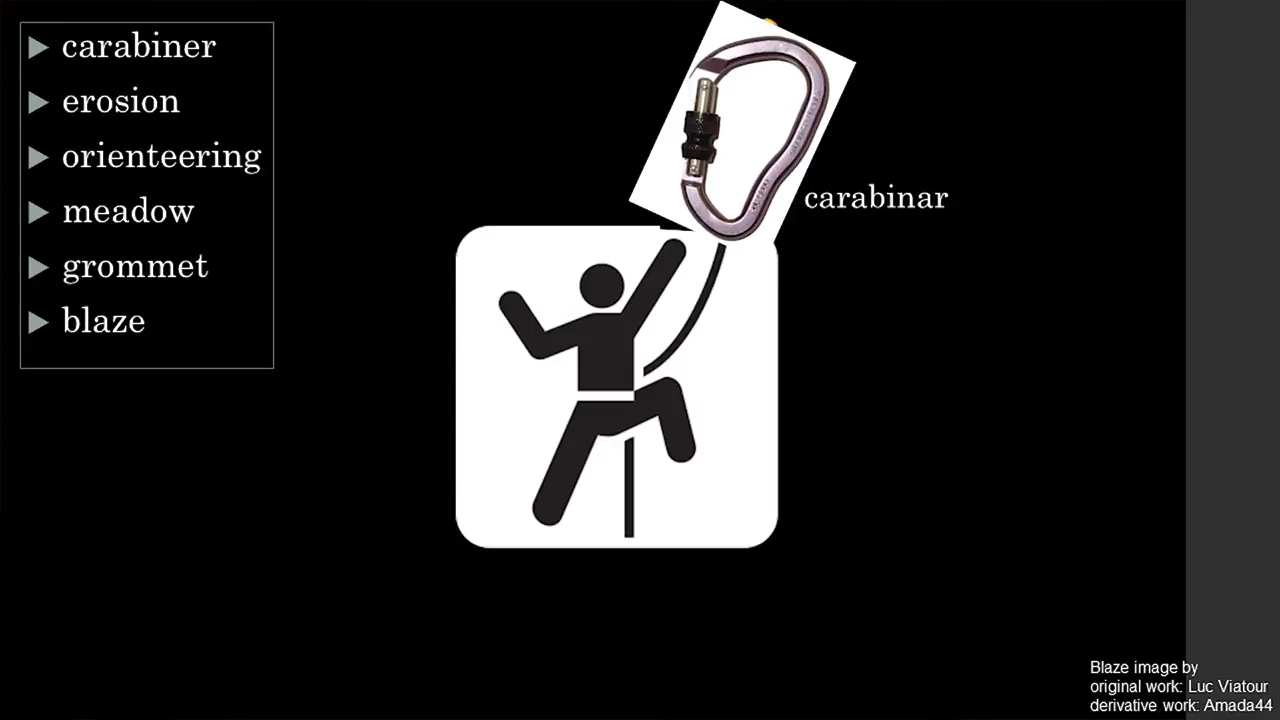 carabiner
erosion
orienteering
meadow
grommet
blaze
carabinar
Blaze image by
original work: Luc Viatour
derivative work: Amada44